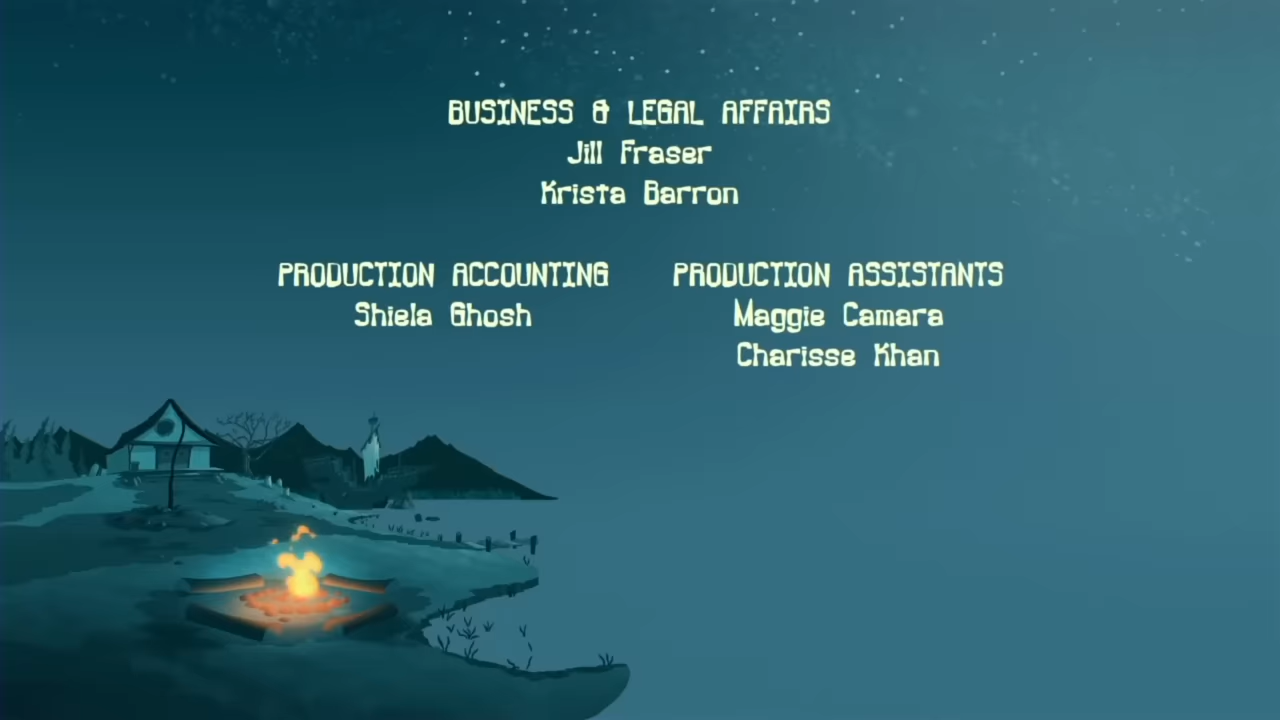 BUSINESS & LEGAL AFFAIRS
Jill Fraser
Krista Barron
PRODUCTION ACCOUNTING
Shiela Ghosh
PRODUCTION ASSISTANTS
Maggie Camara
Charisse Khan